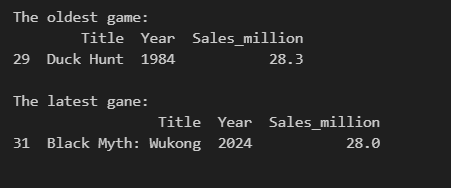 The oldest game:
Title Year Sales_million
29 Duck Hunt 1984 28.3
The latest gane:
Title Year Sales_million
31 Black Myth: Wukong 2024 28.0